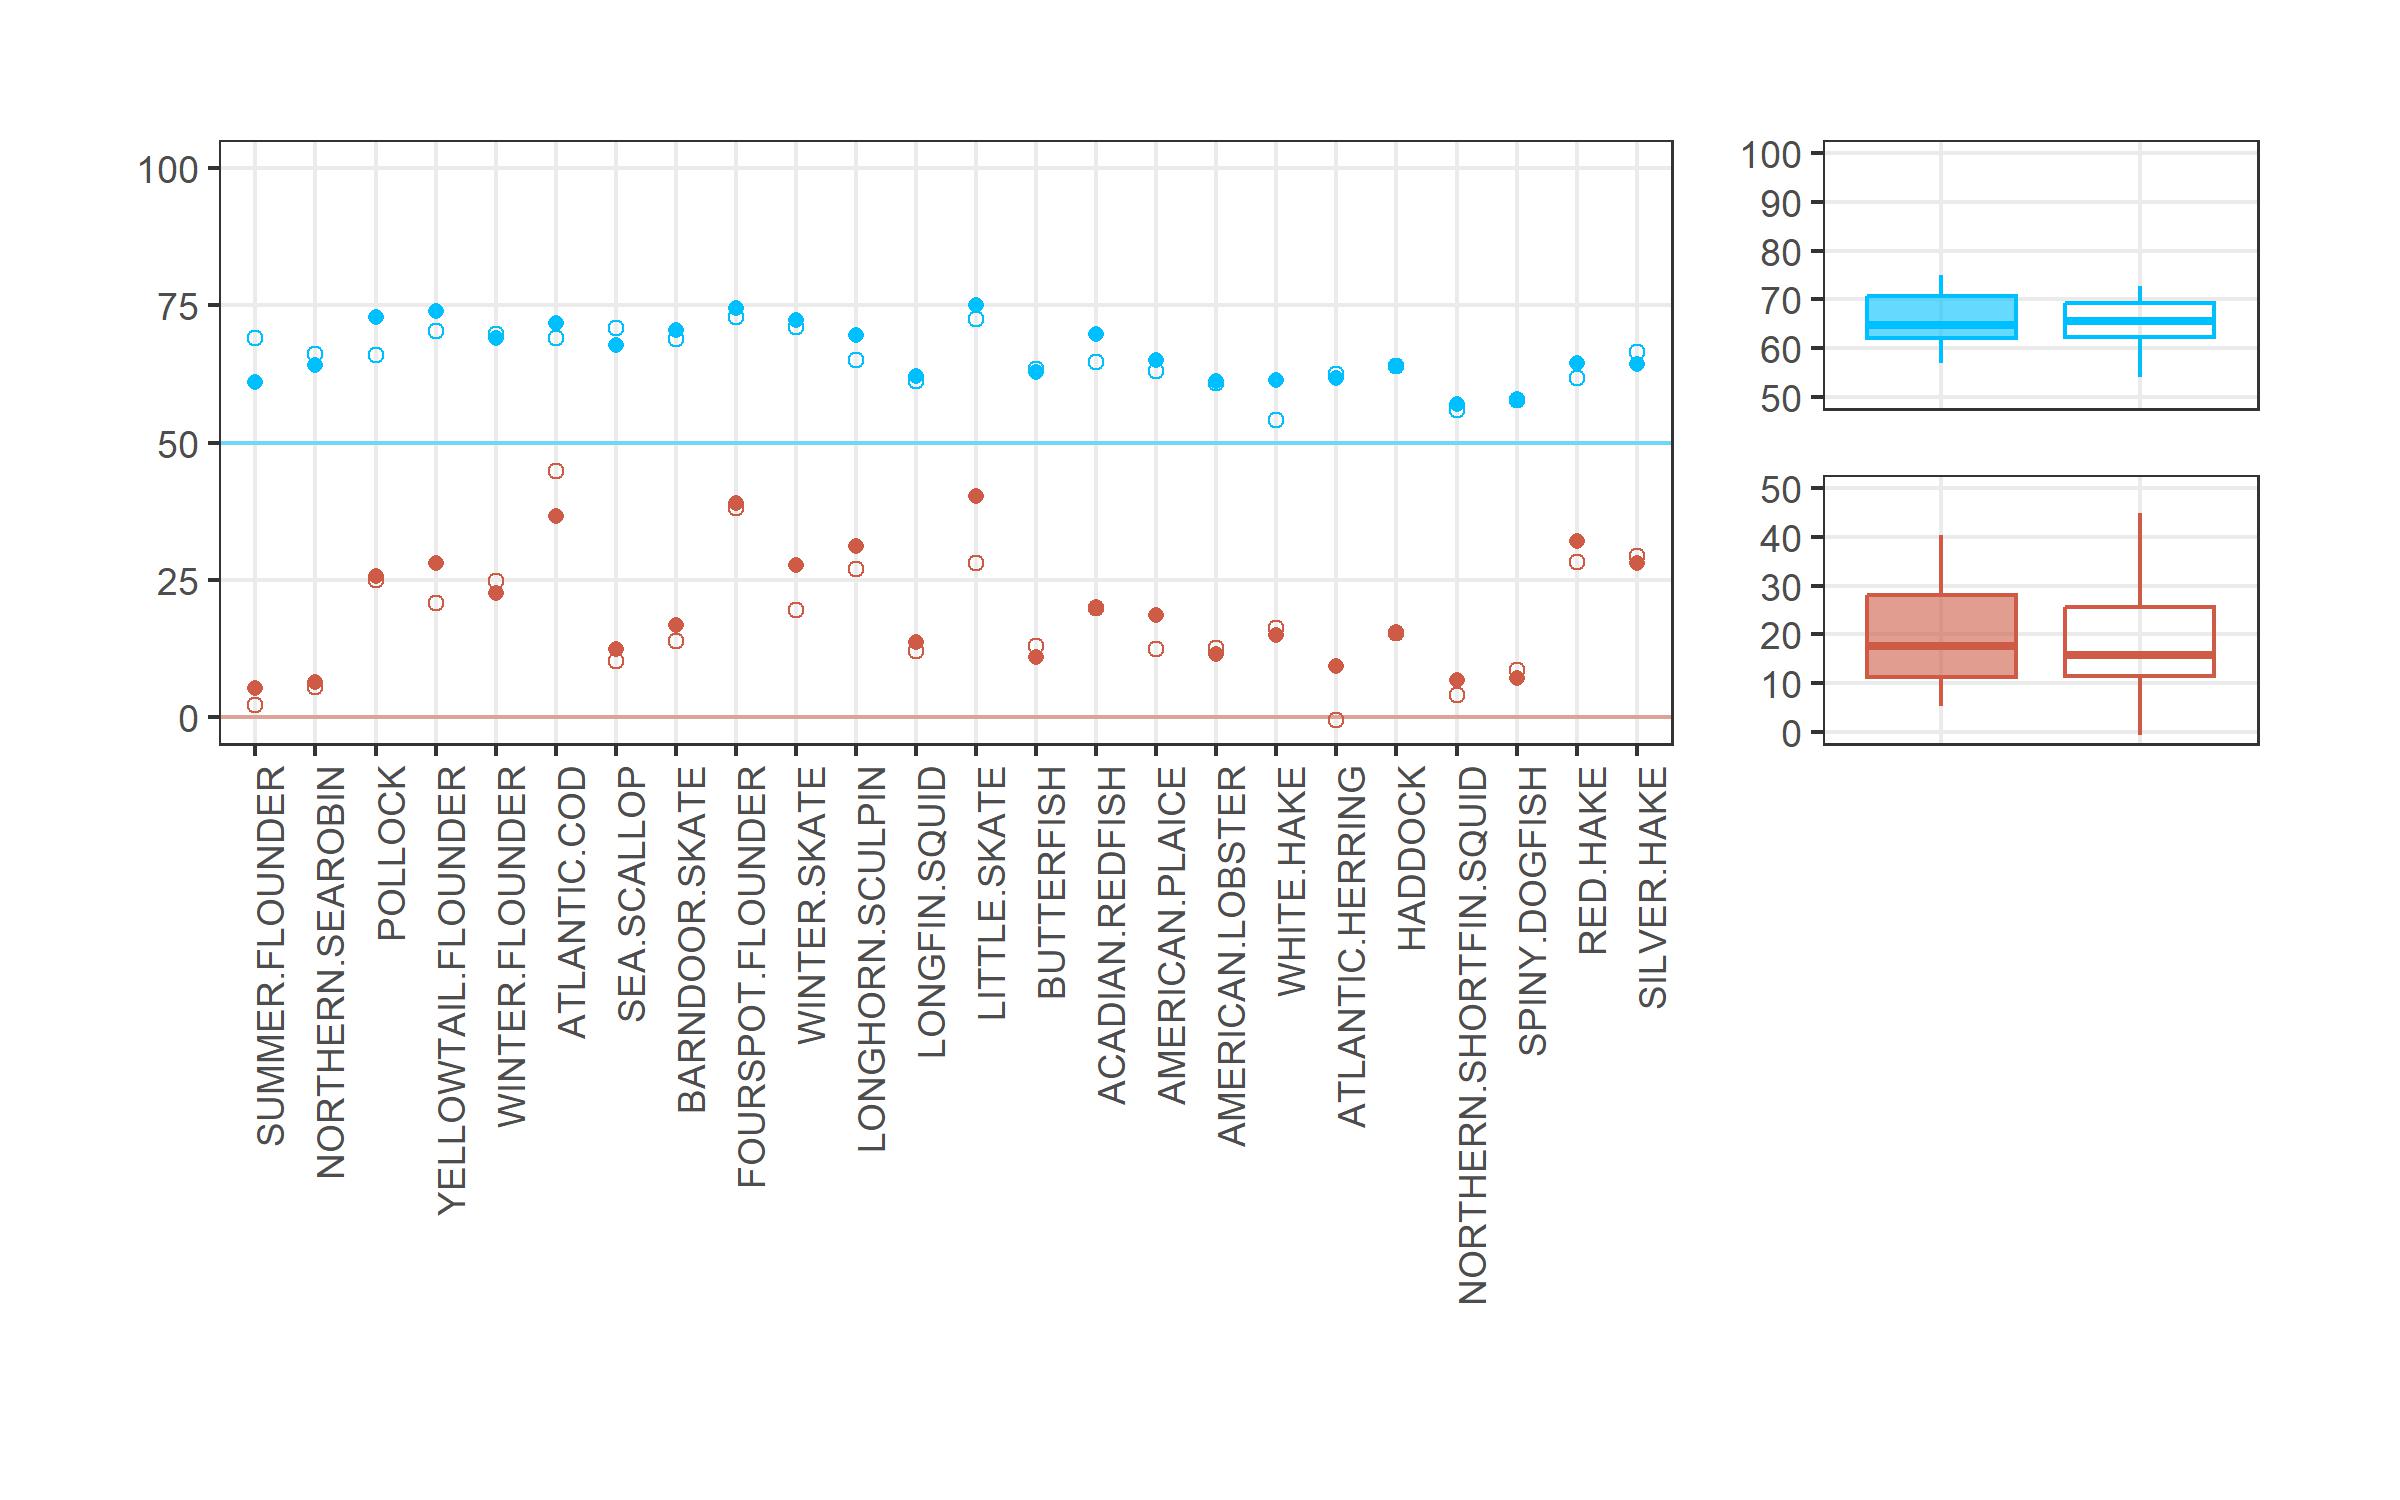 100
75
50
25
0
SUMMER.FLOUNDER
NORTHERN.SEAROBIN
POLLOCK
YELLOWTAIL.FLOUNDER
WINTER.FLOUNDER
ATLANTIC.COD
SEA.SCALLOP
BARNDOOR.SKATE
FOURSPOT.FLOUNDER
WINTER.SKATE
LONGHORN.SCULPIN
LONGFIN.SQUID
LITTLE.SKATE
BUTTERFISH
ACADIAN.REDFISH
AMERICAN.PLAICE
AMERICAN.LOBSTER
WHITE.HAKE
ATLANTIC.HERRING
HADDOCK
NORTHERN.SHORTFIN.SQUID
SPINY.DOGFISH
RED.HAKE
SILVER.HAKE
100
90
80
70
60
50
50
40
30
20
10
0